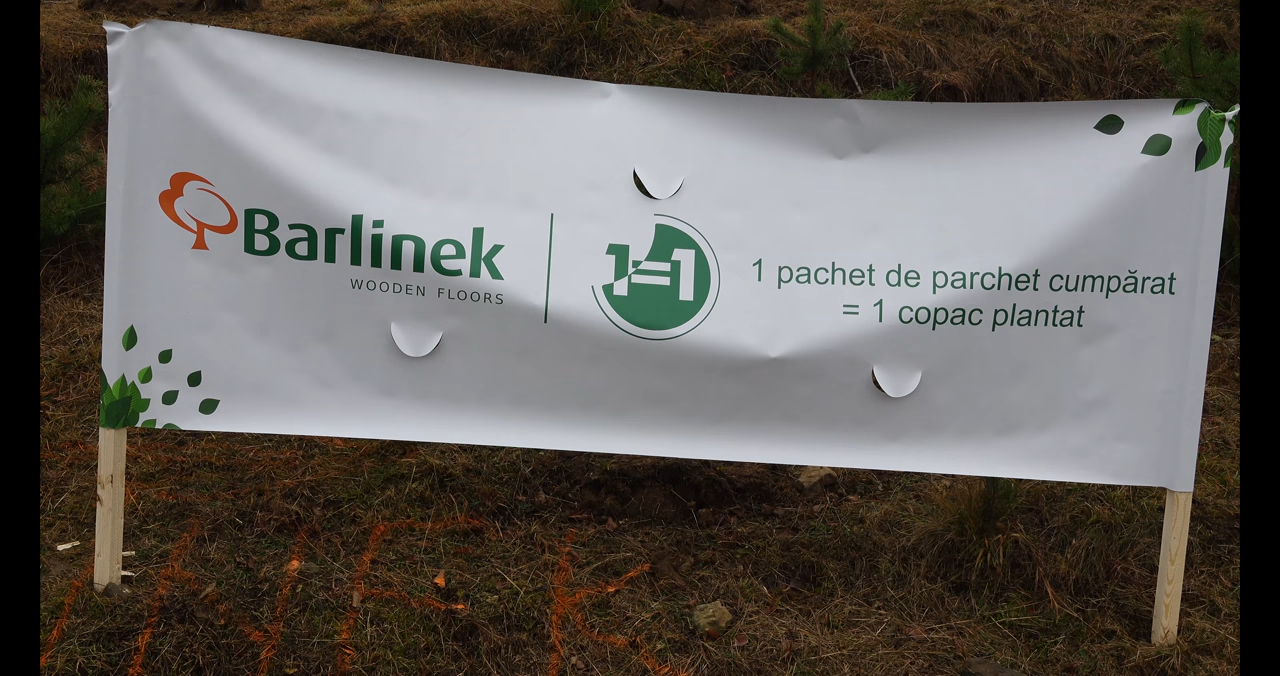 Barlinek
WOODEN FLOORS
1=1
1 pachet de parchet cumpărat
= 1 copac plantat